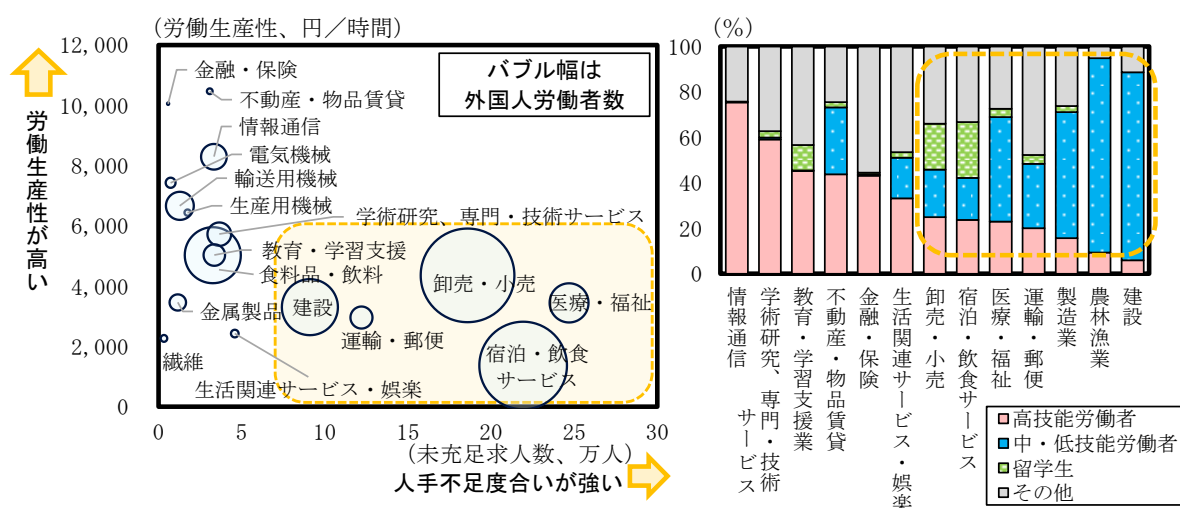 (労働生産性、円／時間)
12,000
10,000
8,000
6,000
4,000
2,000
0
労働生産性が高い
バブル幅は
外国人労働者数
金融・保険
不動産・物品賃貸
情報通信
電気機械
輸送用機械
生産用機械
学術研究、専門・技術サービス
教育・学習支援
食料品・飲料
金属製品
繊維
生活関連サービス・娯楽
建設
運輸・郵便
卸売・小売
医療・福祉
宿泊・飲食
サービス
0
5
10
15
20
25
30
(未充足求人数、万人)
人手不足度合いが強い
(%)
100
80
60
40
20
0
情報通信
学術研究、専門・技術
サービス
教育・学習支援業
不動産・物品賃貸
金融・保険
生活関連サービス・娯楽
卸売・小売
宿泊・飲食サービス
医療・福祉
運輸・郵便
製造業
農林漁業
建設
高技能労働者
中・低技能労働者
留学生
その他